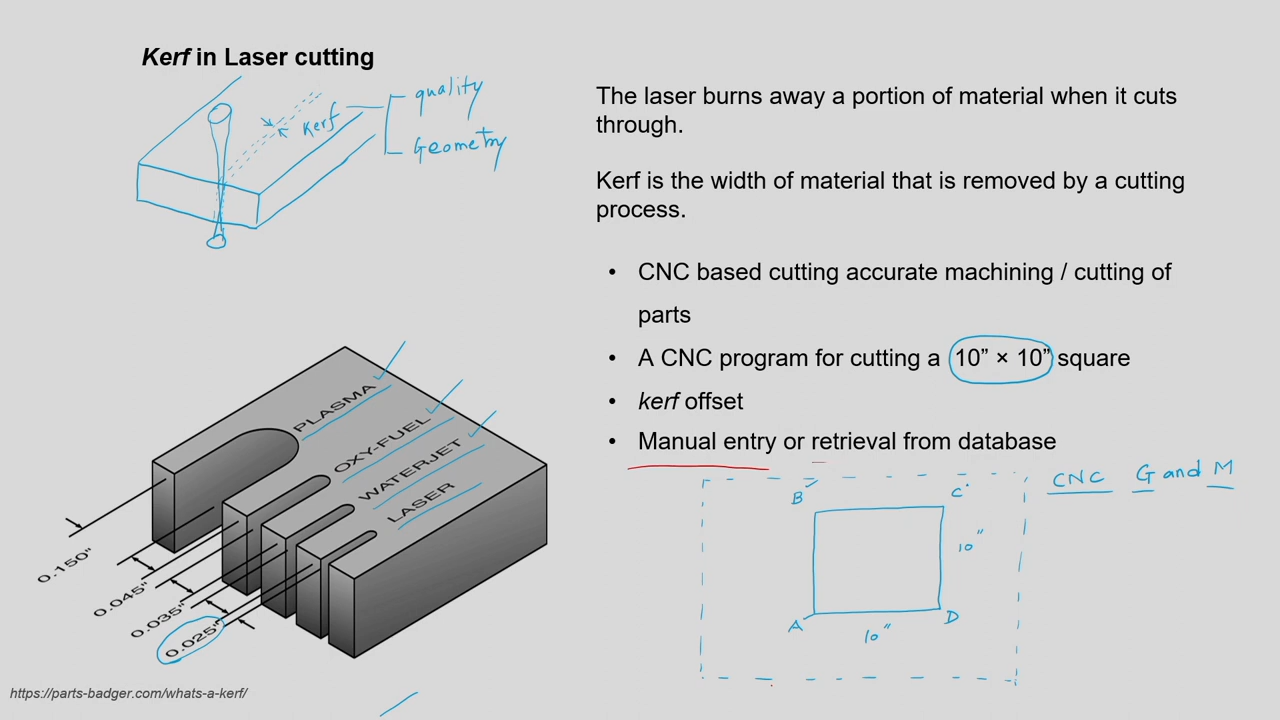 Kerf in Laser cutting
quality
Kerf
Geometry
The laser burns away a portion of material when it cuts
through.
Kerf is the width of material that is removed by a cutting
process.
• CNC based cutting accurate machining / cutting of
parts
• A CNC program for cutting a 10” × 10” square
• kerf offset
• Manual entry or retrieval from database
CNC G and M
B
C
10"
A
D
10"
PLASMA
OXY-FUEL
WATERJET
LASER
0.150"
0.045"
0.035"
0.025"
https://parts-badger.com/whats-a-kerf/